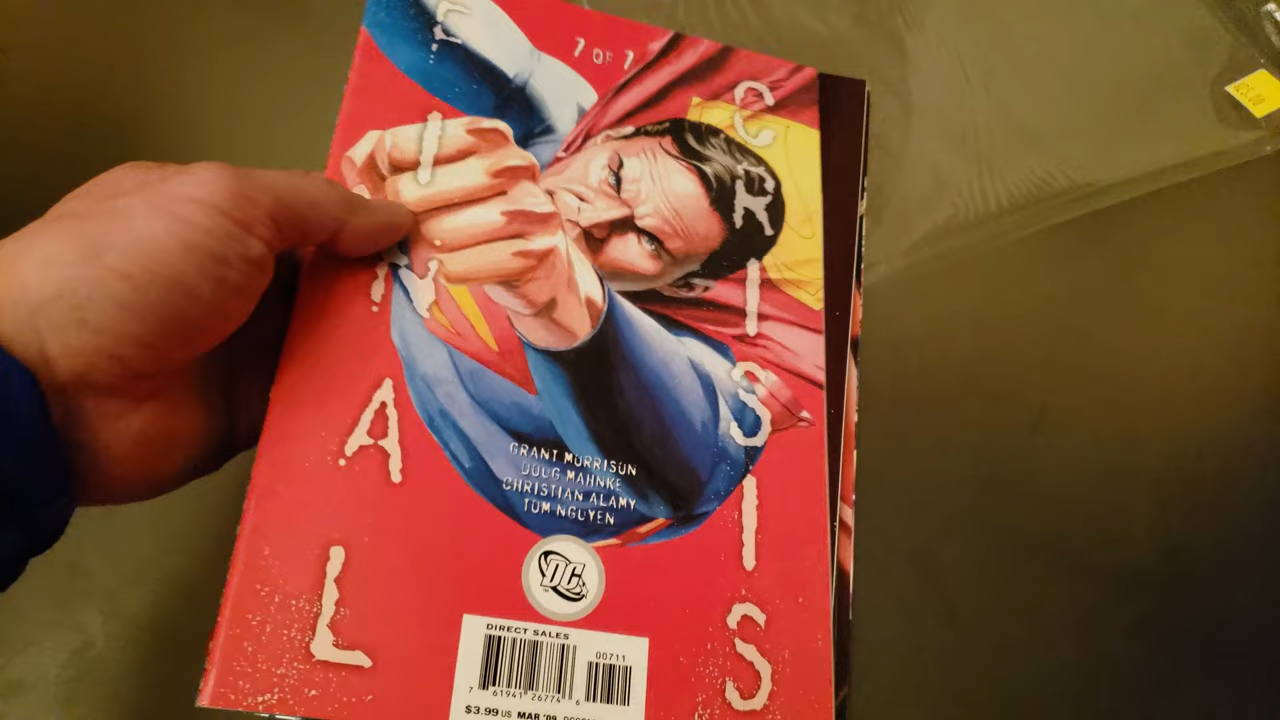 7 OF 7
FINAL
CRISIS
GRANT MORRISON
DOUG MAHNKE
CHRISTIAN ALAMY
TOM NGUYEN
DC
TM
DIRECT SALES
00711
7 61941 26774 6
$3.99 US MAR '09